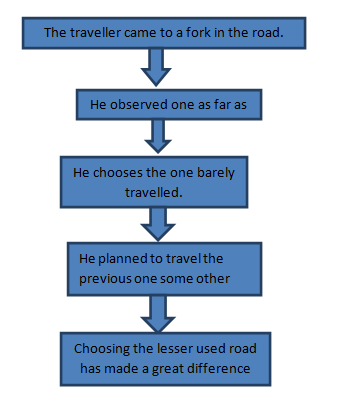 The traveller came to a fork in the road.
He observed one as far as
He chooses the one barely
travelled.
He planned to travel the
previous one some other
Choosing the lesser used road
has made a great difference